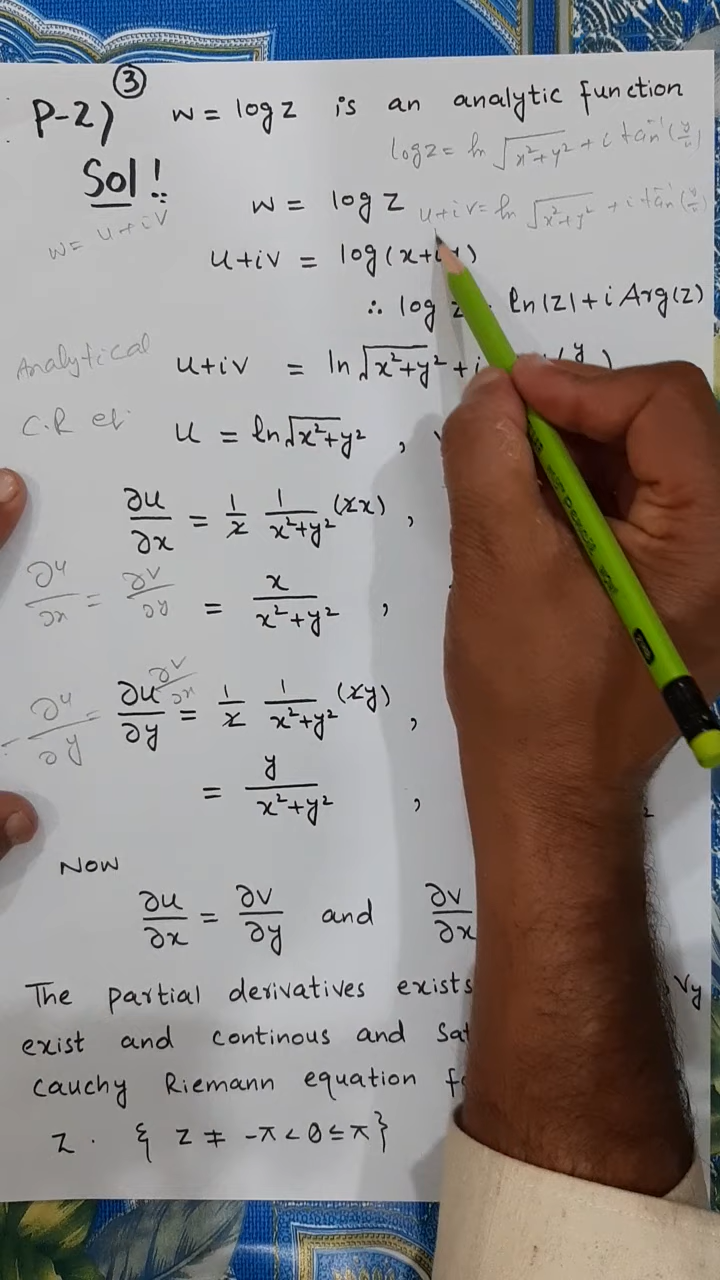 ③
P-2) w = log z is an analytic function
log z = ln √x²+y² + i tan⁻¹(y/x)
Sol!
w = log z
u+iv = ln √x²+y² + i tan⁻¹(y/x)
w = u+iv
u+iv = log(x+iy)
∴ log z = ln|z| + i Arg(z)
Analytical
u+iv = ln √x²+y² + i
C.R
u = ln √x²+y² ,
∂u/∂x = 1/2 1/(x²+y²) (2x) ,
∂u/∂x = ∂v/∂y
= x/(x²+y²) ,
-∂u/∂y = ∂v/∂x
∂u/∂y = 1/2 1/(x²+y²) (2y) ,
= y/(x²+y²) ,
Now
∂u/∂x = ∂v/∂y and ∂v/∂x
The partial derivatives exists , Vy
exist and continous and
Cauchy Riemann equation
z . { z ≠ -π < θ ≤ π }